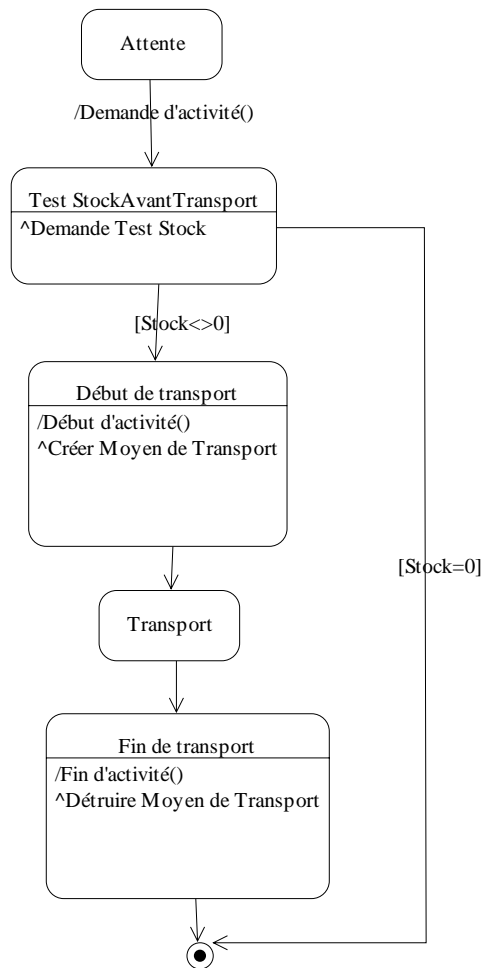 Attente
/Demande d'activité()
Test StockAvantTransport
^Demande Test Stock
[Stock<>0]
Début de transport
/Début d'activité()
^Créer Moyen de Transport
[Stock=0]
Transport
Fin de transport
/Fin d'activité()
^Détruire Moyen de Transport